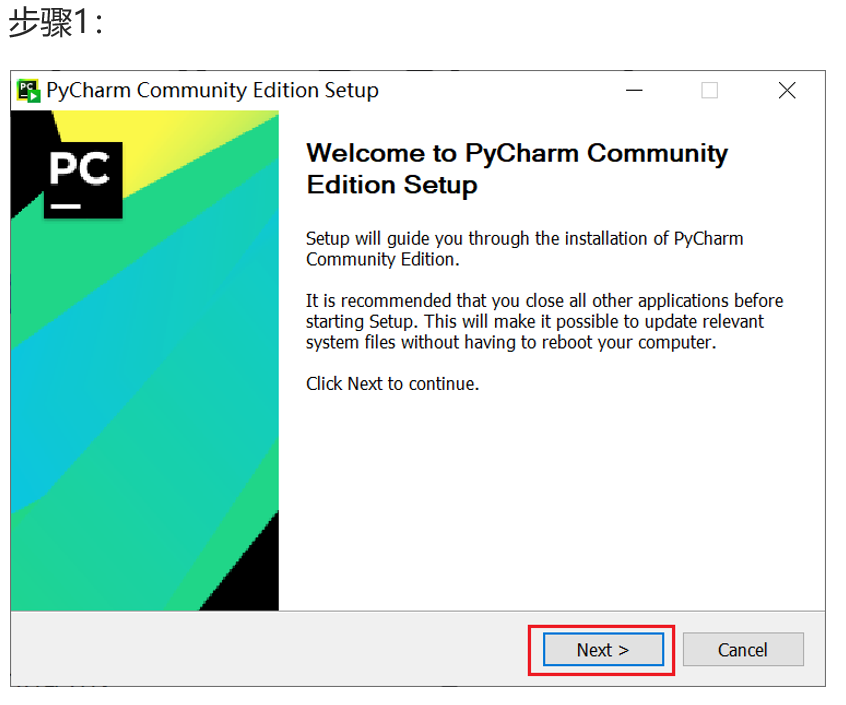 步骤1：
PyCharm Community Edition Setup
PC
Welcome to PyCharm Community
Edition Setup
Setup will guide you through the installation of PyCharm
Community Edition.
It is recommended that you close all other applications before
starting Setup. This will make it possible to update relevant
system files without having to reboot your computer.
Click Next to continue.
Next >
Cancel